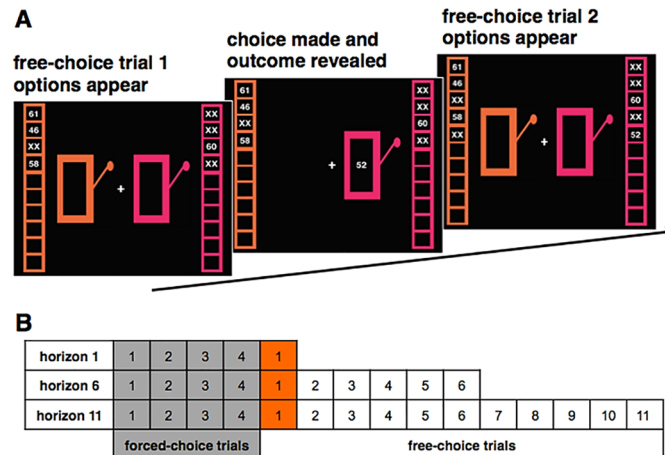 A
free-choice trial 1
options appear
choice made and
outcome revealed
free-choice trial 2
options appear
61
46
XX
58
+
XX
XX
60
XX
61
46
XX
58
+
52
XX
XX
60
XX
61
46
XX
58
XX
+
XX
XX
60
XX
52
B
horizon 1 1 2 3 4 1
horizon 6 1 2 3 4 1 2 3 4 5 6
horizon 11 1 2 3 4 1 2 3 4 5 6 7 8 9 10 11
forced-choice trials free-choice trials